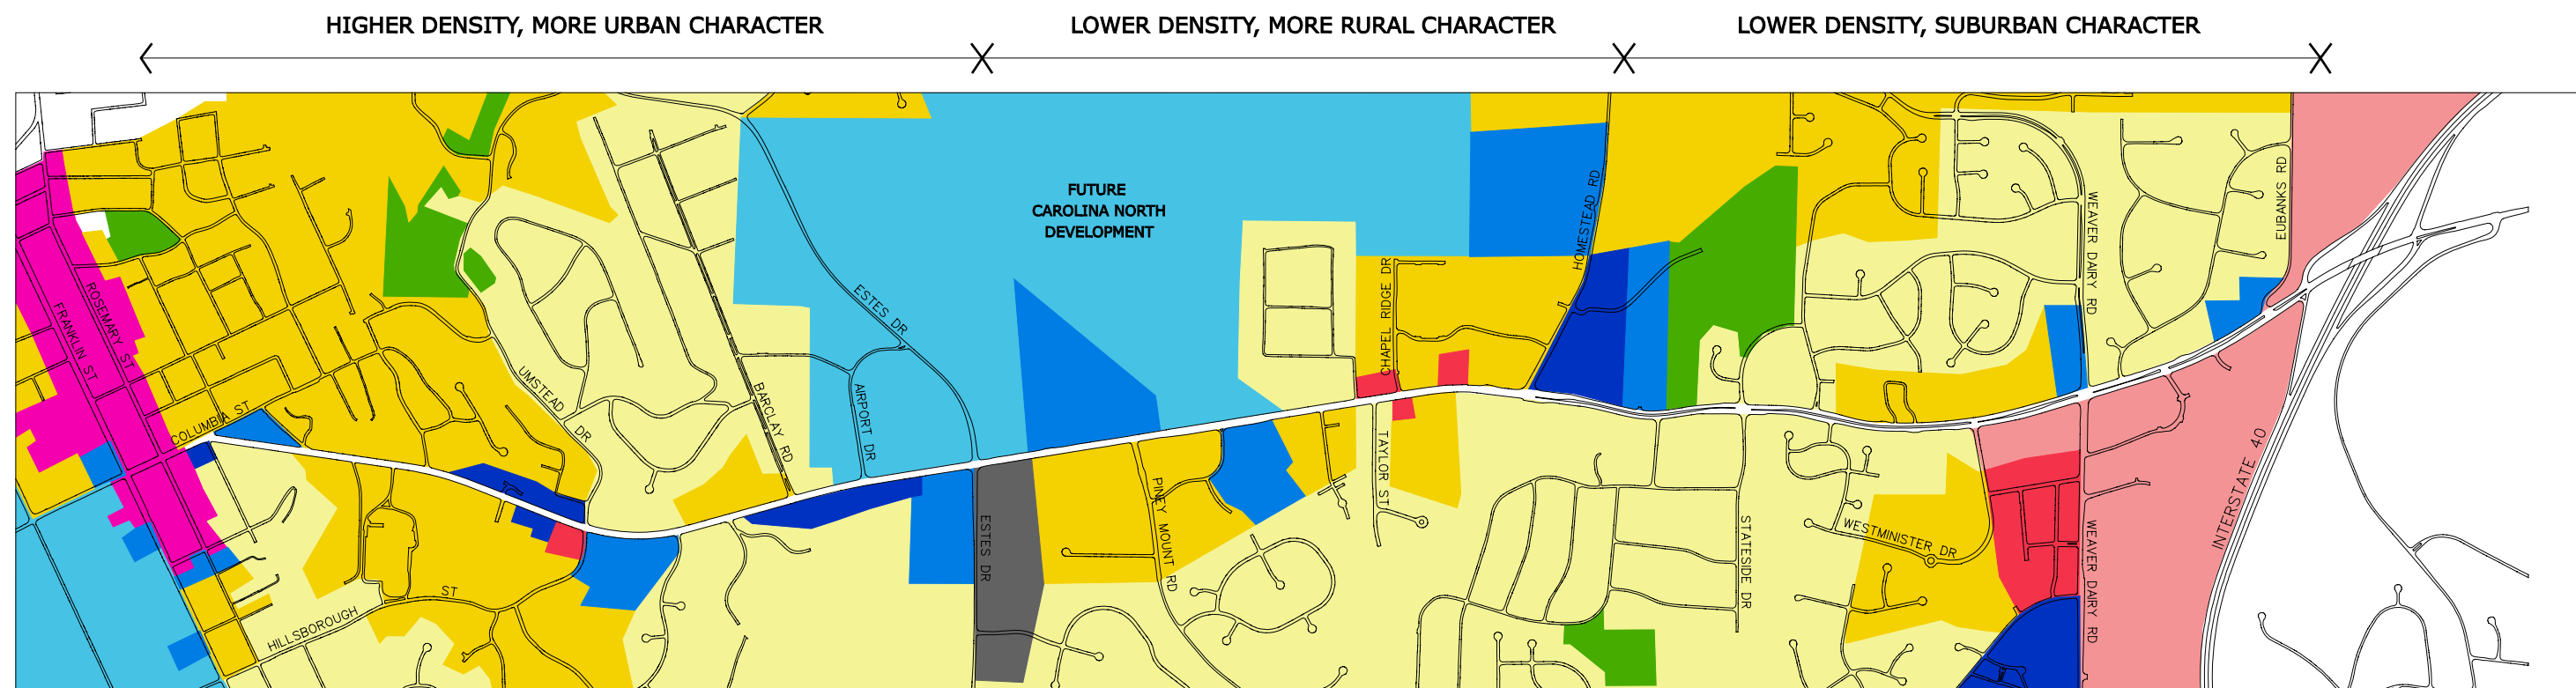 HIGHER DENSITY, MORE URBAN CHARACTER
LOWER DENSITY, MORE RURAL CHARACTER
LOWER DENSITY, SUBURBAN CHARACTER
FUTURE
CAROLINA NORTH
DEVELOPMENT
HOMESTEAD RD
WEAVER DAIRY RD
EUBANKS RD
ROSEMARY ST
FRANKLIN ST
ESTES DR
CHAPEL RIDGE DR
UMSTEAD DR
BARCLAY RD
AIRPORT DR
COLUMBIA ST
TAYLOR ST
PINEY MOUNT RD
ESTES DR
STATESIDE DR
WESTMINISTER DR
WEAVER DAIRY RD
INTERSTATE 40
HILLSBOROUGH ST